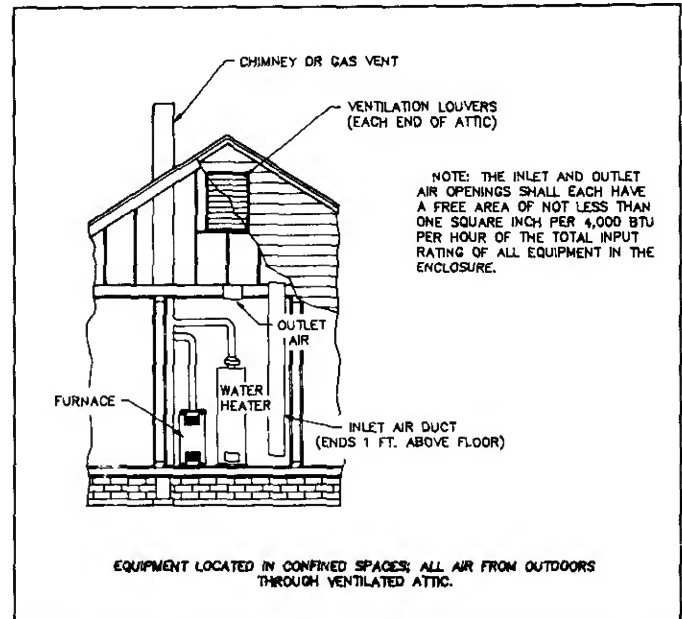 CHIMNEY OR GAS VENT
VENTILATION LOUVERS
(EACH END OF ATTIC)
NOTE: THE INLET AND OUTLET
AIR OPENINGS SHALL EACH HAVE
A FREE AREA OF NOT LESS THAN
ONE SQUARE INCH PER 4,000 BTU
PER HOUR OF THE TOTAL INPUT
RATING OF ALL EQUIPMENT IN THE
ENCLOSURE.
OUTLET
AIR
WATER
HEATER
FURNACE
INLET AIR DUCT
(ENDS 1 FT. ABOVE FLOOR)
EQUIPMENT LOCATED IN CONFINED SPACES; ALL AIR FROM OUTDOORS
THROUGH VENTILATED ATTIC.